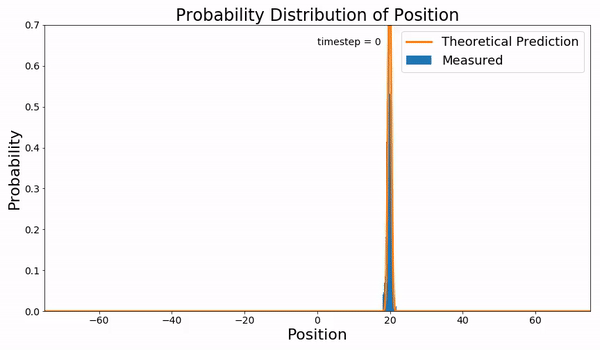 Probability Distribution of Position
timestep = 0
Theoretical Prediction
Measured
0.7
0.6
0.5
0.4
0.3
0.2
0.1
0.0
Probability
−60 −40 −20 0 20 40 60
Position